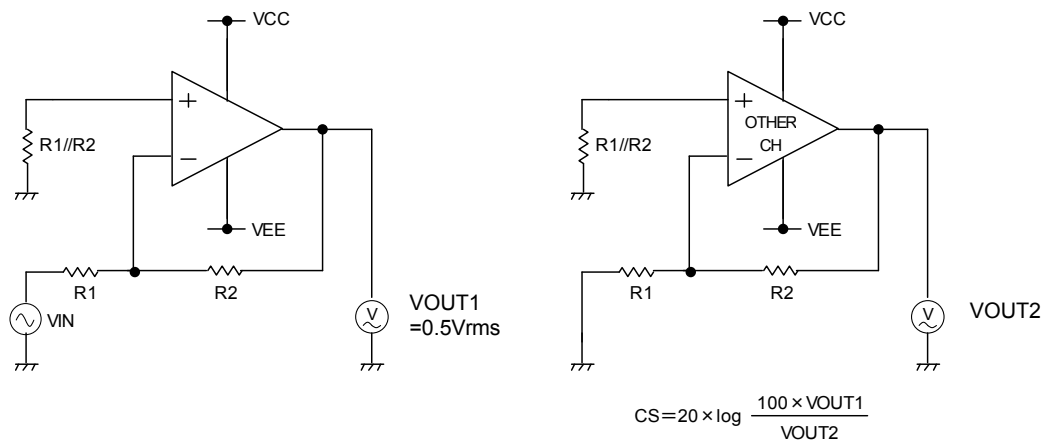 VCC
+
R1//R2
−
VEE
R1
R2
VIN
V
VOUT1
=0.5Vrms
VCC
+
OTHER
CH
R1//R2
−
VEE
R1
R2
V
VOUT2
CS=20×log 100×VOUT1
VOUT2